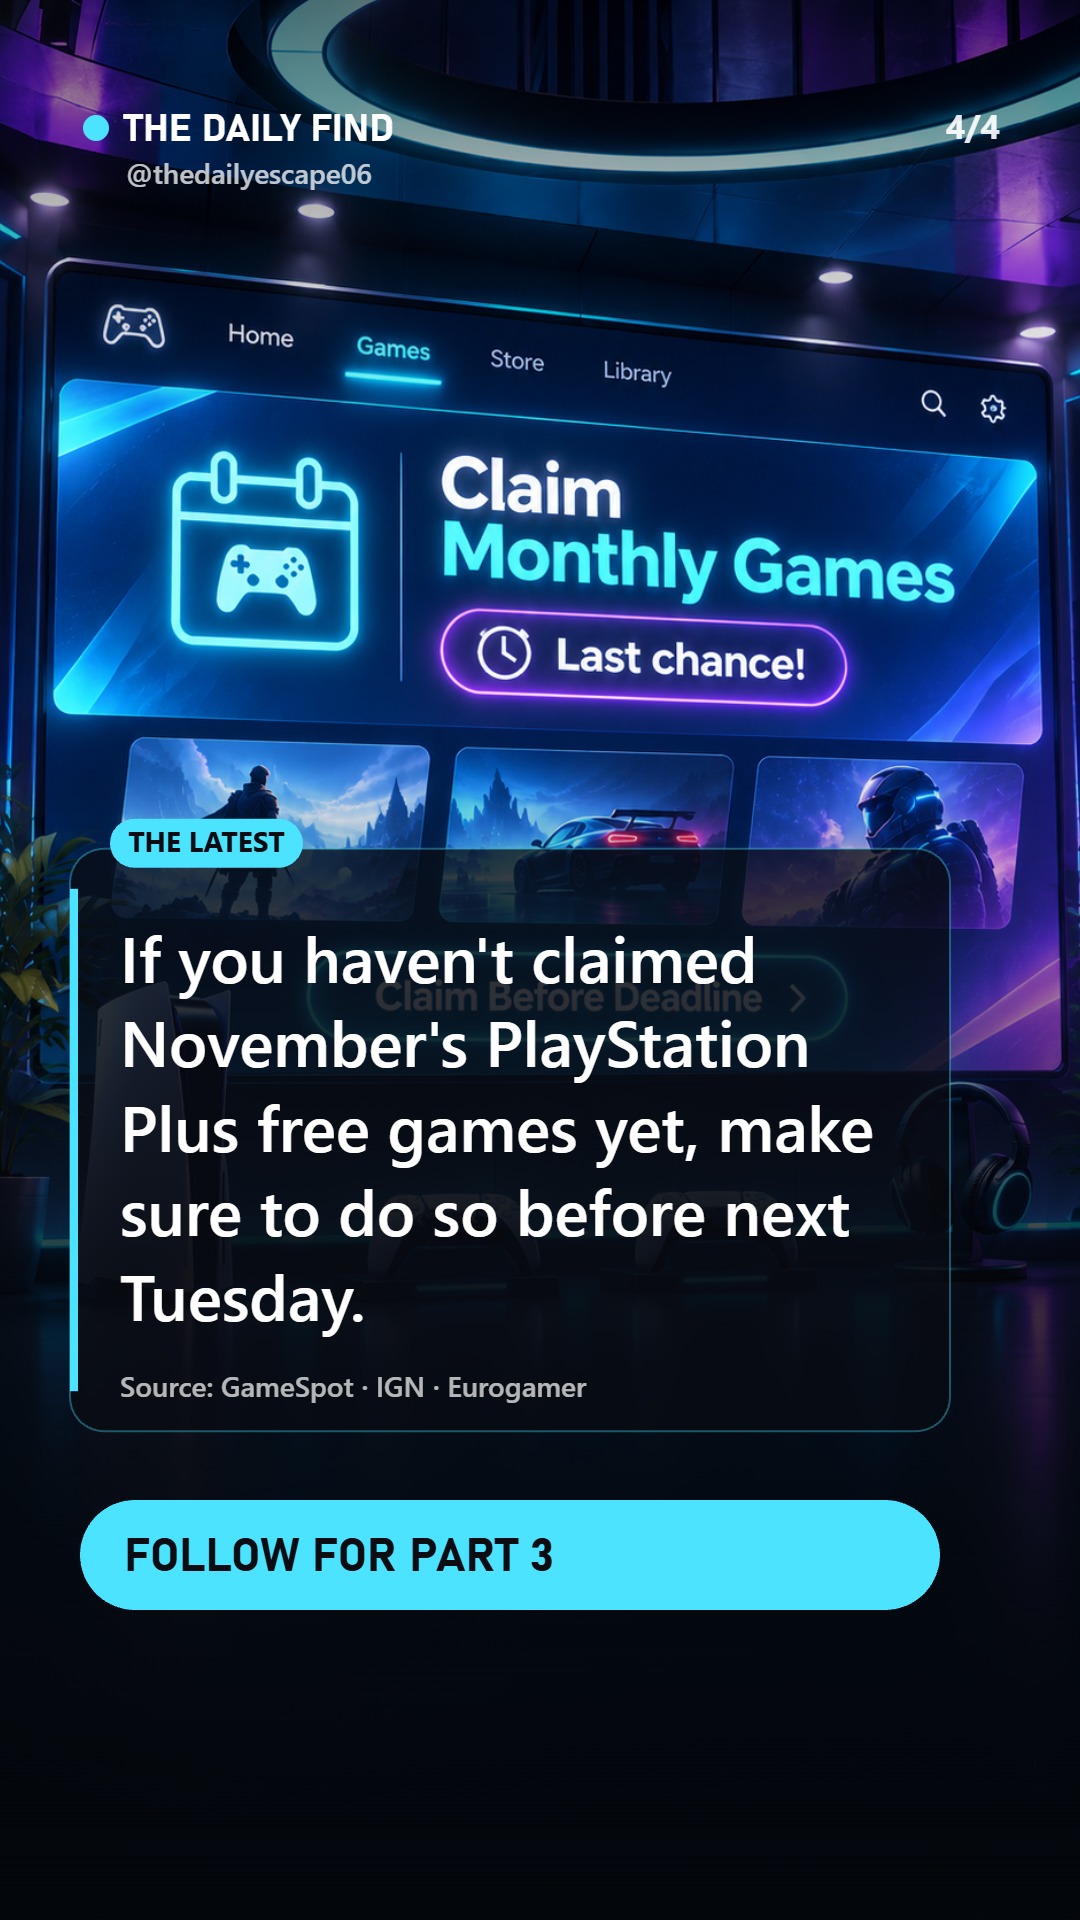 THE DAILY FIND
4/4
@thedailyescape06
Home
Games
Store
Library
Claim
Monthly Games
Last chance!
THE LATEST
Claim Before Deadline
If you haven't claimed
November's PlayStation
Plus free games yet, make
sure to do so before next
Tuesday.
Source: GameSpot · IGN · Eurogamer
FOLLOW FOR PART 3